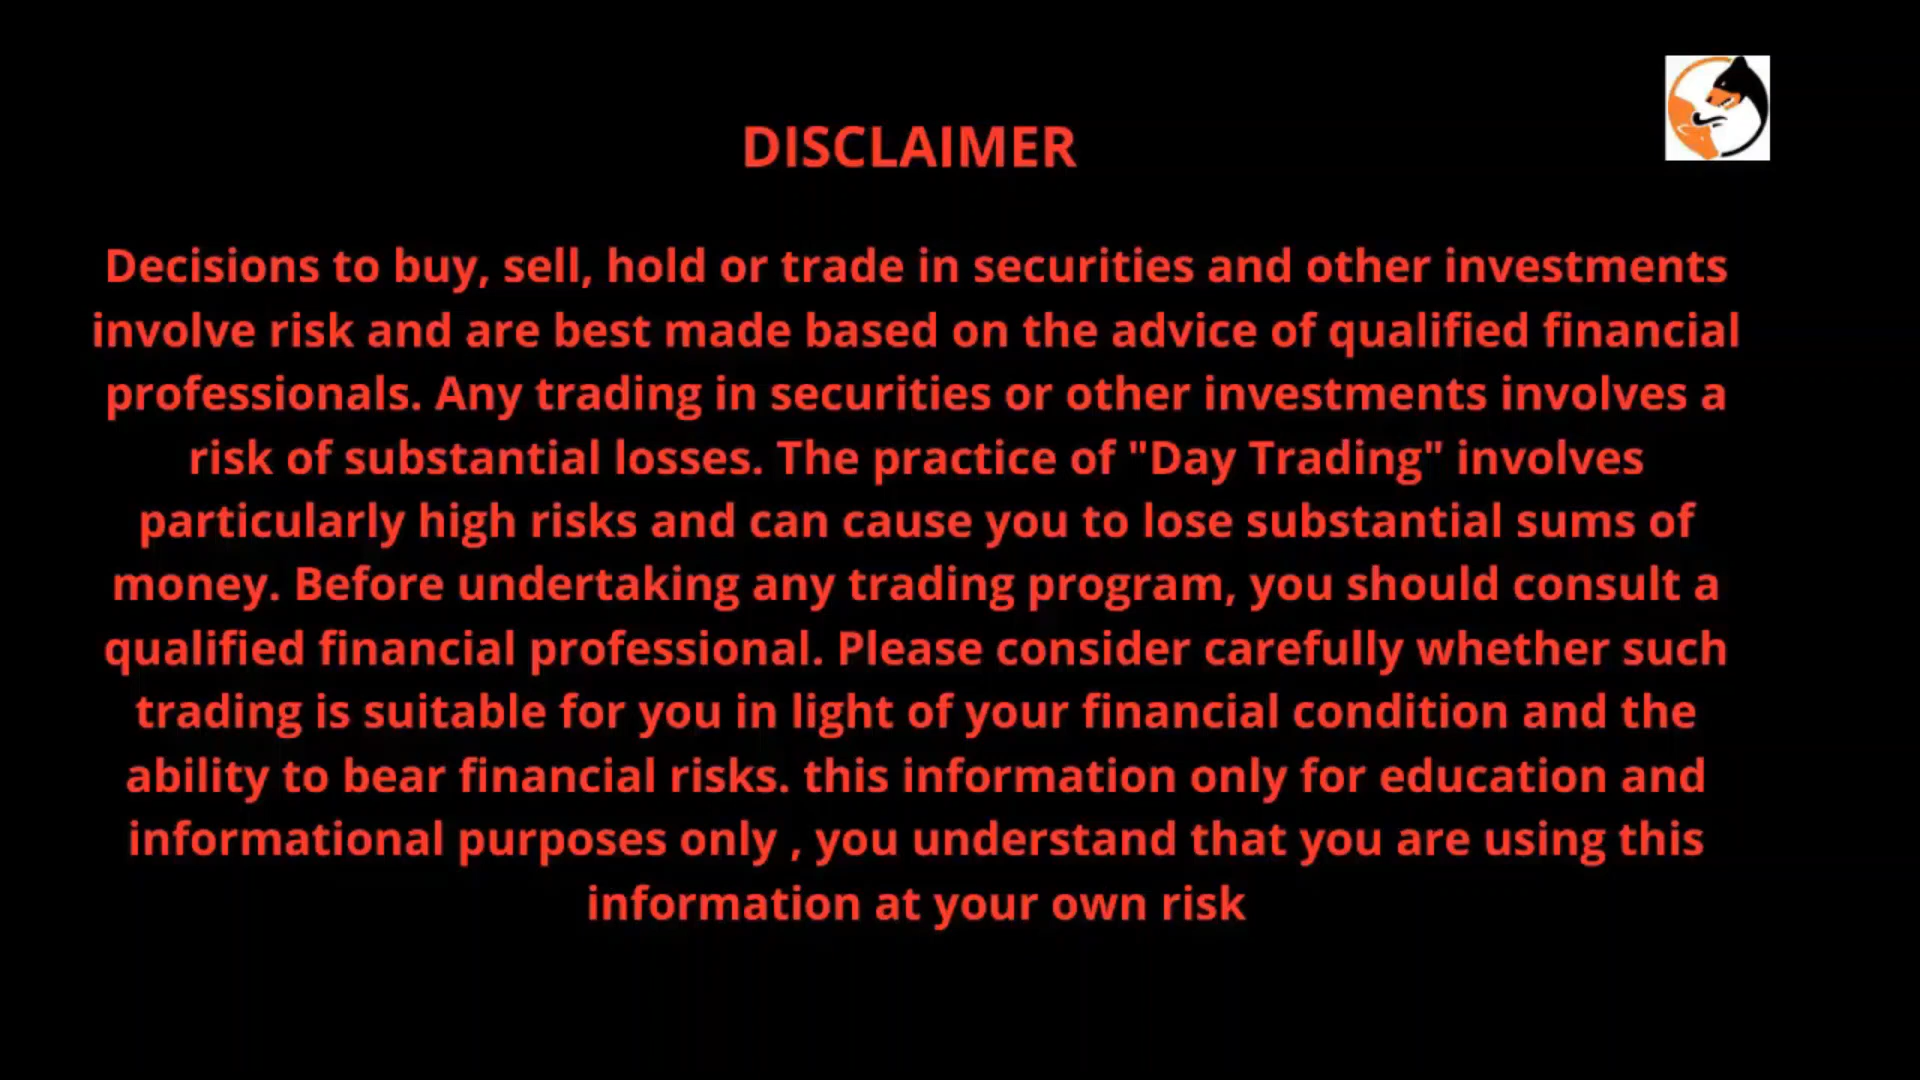 DISCLAIMER
Decisions to buy, sell, hold or trade in securities and other investments
involve risk and are best made based on the advice of qualified financial
professionals. Any trading in securities or other investments involves a
risk of substantial losses. The practice of "Day Trading" involves
particularly high risks and can cause you to lose substantial sums of
money. Before undertaking any trading program, you should consult a
qualified financial professional. Please consider carefully whether such
trading is suitable for you in light of your financial condition and the
ability to bear financial risks. this information only for education and
informational purposes only , you understand that you are using this
information at your own risk